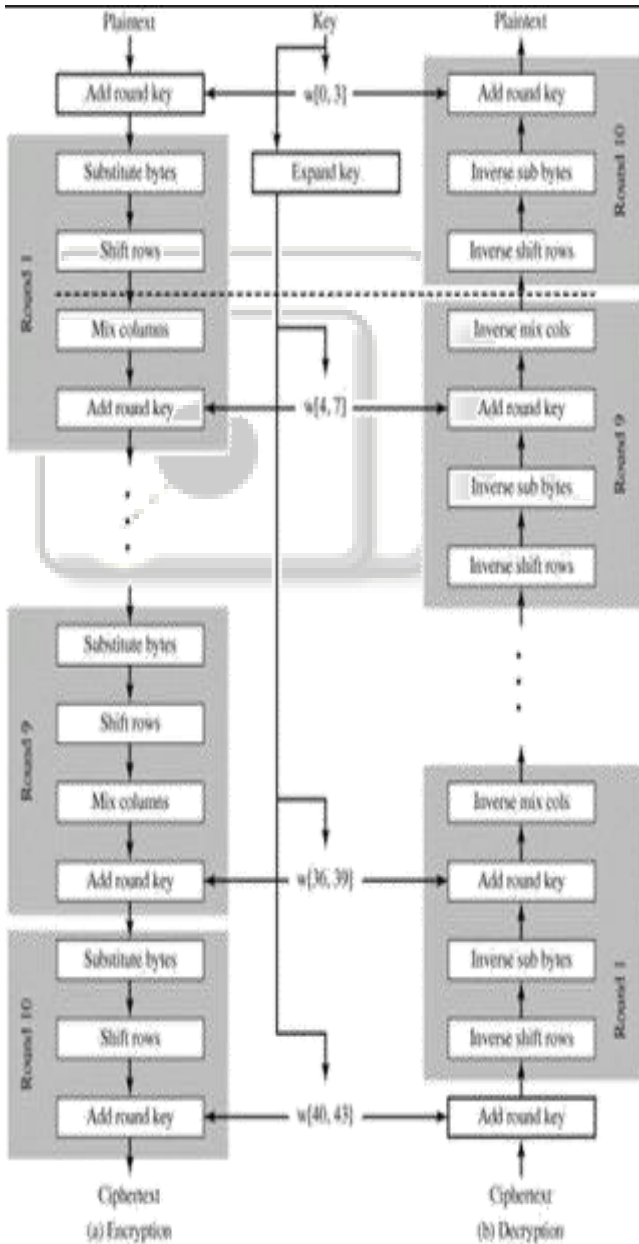 Plaintext
Add round key
Round 1
Substitute bytes
Shift rows
Mix columns
Add round key
Round 9
Substitute bytes
Shift rows
Mix columns
Add round key
Round 10
Substitute bytes
Shift rows
Add round key
Ciphertext
(a) Encryption
Key
w[0, 3]
Expand key
w[4, 7]
w[36, 39]
w[40, 43]
Plaintext
Add round key
Round 10
Inverse sub bytes
Inverse shift rows
Inverse mix cols
Round 9
Add round key
Inverse sub bytes
Inverse shift rows
Inverse mix cols
Add round key
Round 1
Inverse sub bytes
Inverse shift rows
Add round key
Ciphertext
(b) Decryption